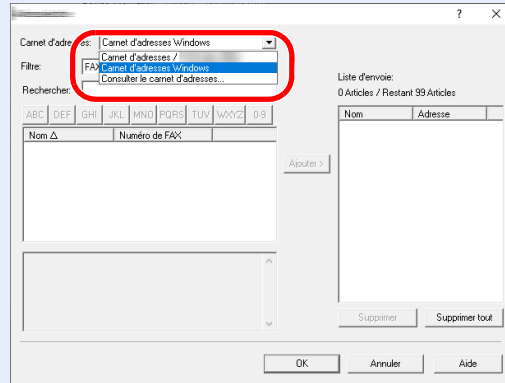 ? ×
Carnet d'adresses: Carnet d'adresses Windows
Carnet d'adresses /
Carnet d'adresses Windows
Consulter le carnet d'adresses...
Filtre: FAX
Rechercher:
ABC DEF GHI JKL MNO PQRS TUV WXYZ 0-9
Nom △ Numéro de FAX
Ajouter >
Liste d'envoie:
0 Articles / Restant 99 Articles
Nom Adresse
Supprimer Supprimer tout
OK Annuler Aide